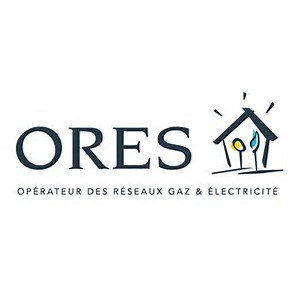 ORES
OPÉRATEUR DES RÉSEAUX GAZ & ÉLECTRICITÉ